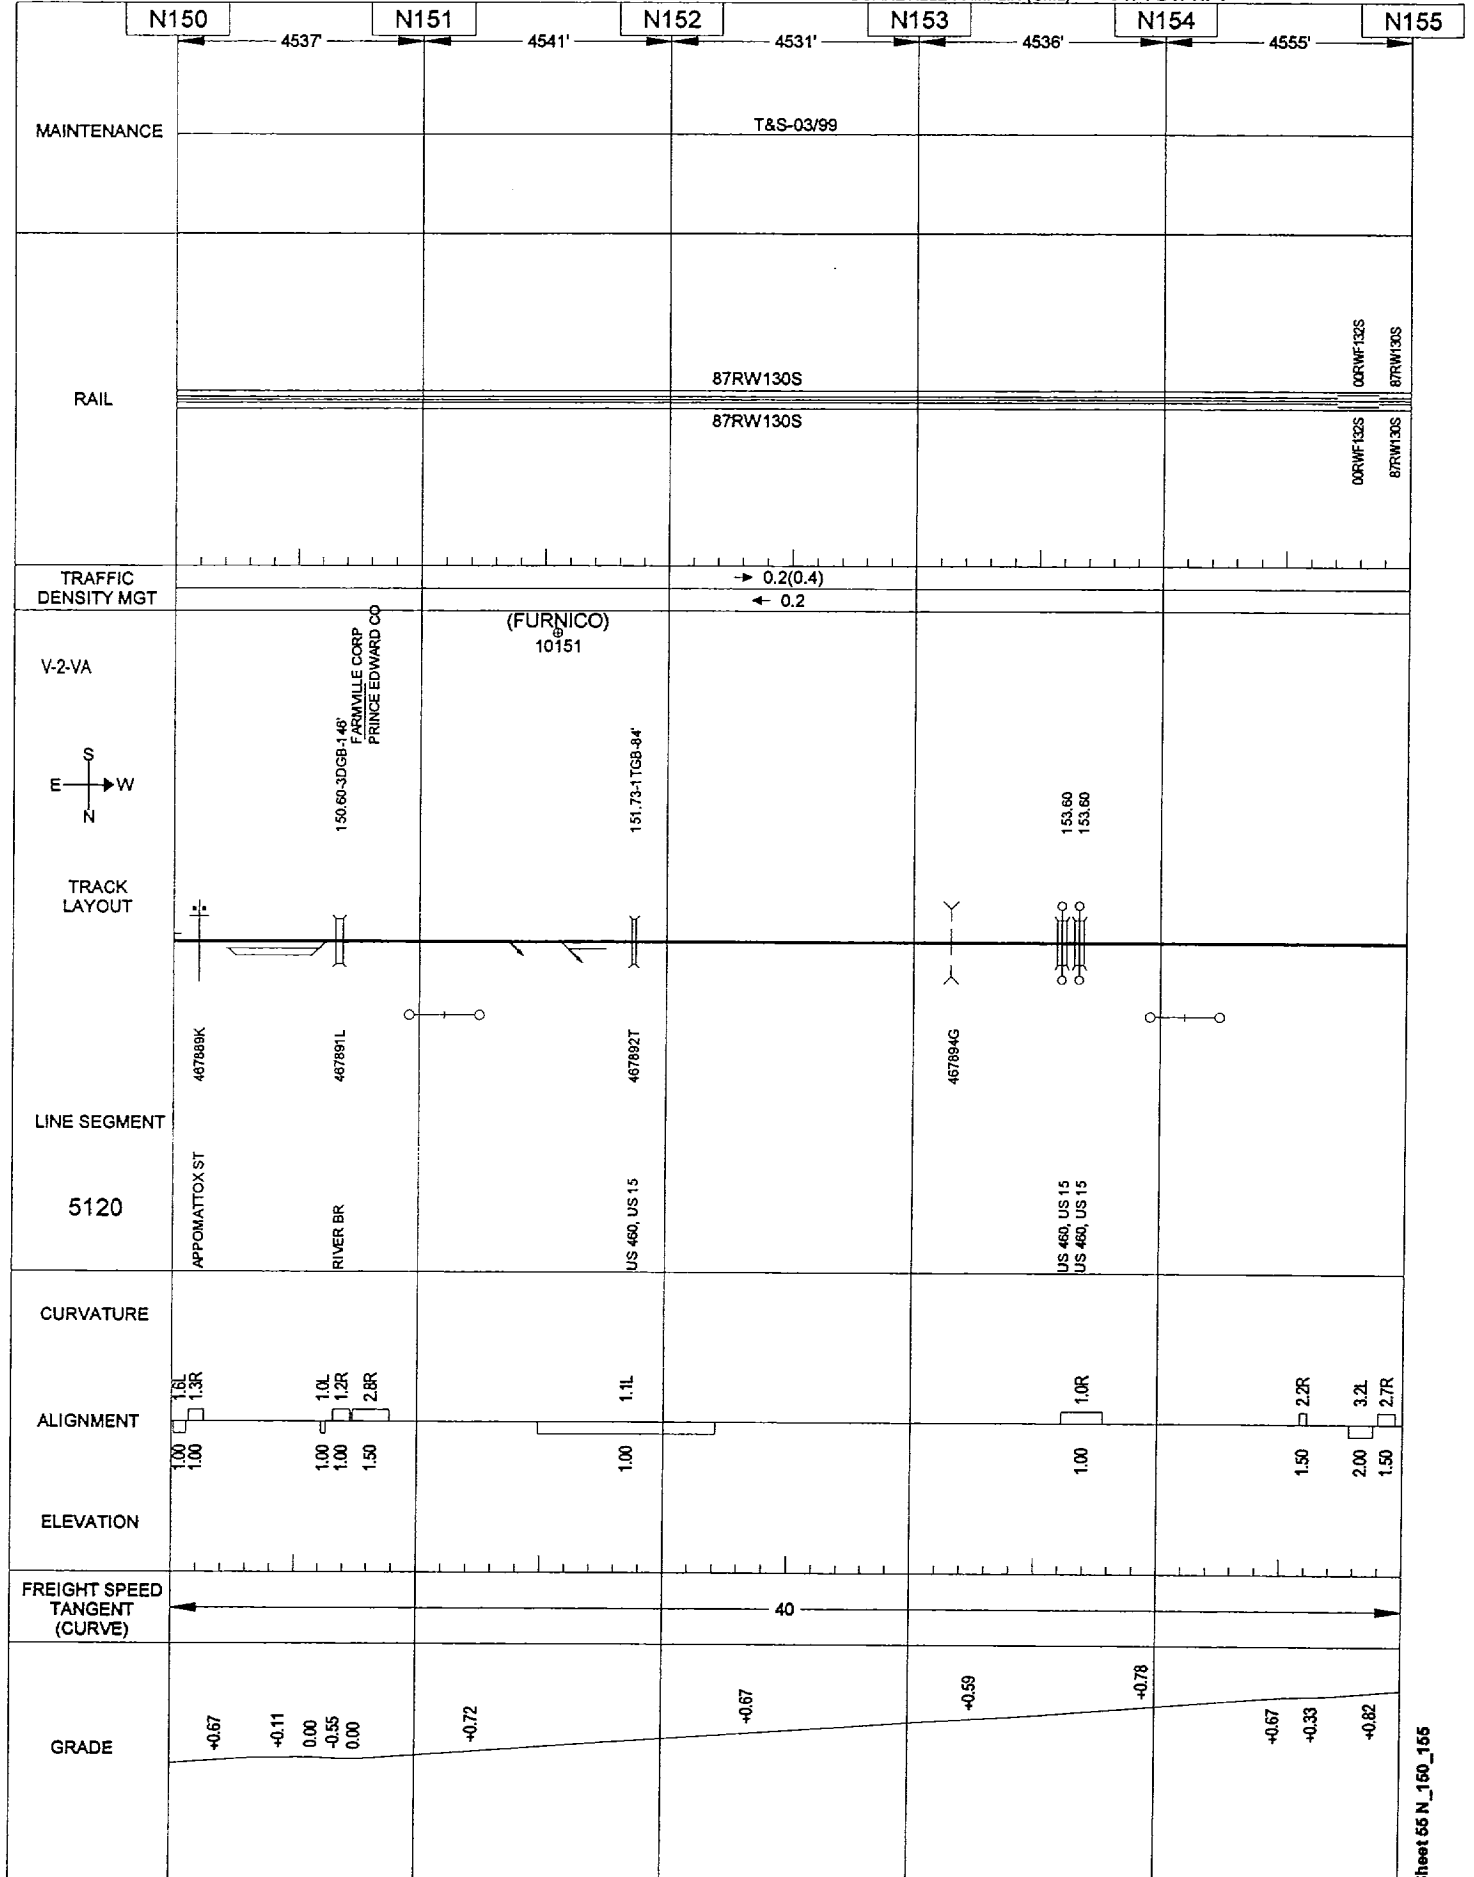 N150 N151 N152 N153 N154 N155
4537' 4541' 4531' 4536' 4555'
MAINTENANCE
T&S-03/99
RAIL
87RW130S
87RW130S
00RWF132S
87RW130S
00RWF132S
87RW130S
TRAFFIC
DENSITY MGT
→ 0.2(0.4)
← 0.2
V-2-VA
(FURNICO)
10151
FARMVILLE CORP
PRINCE EDWARD CO
150.60-3DGB-146'
151.73-1TGB-84'
153.60
153.60
S
E W
N
TRACK
LAYOUT
467889K
467891L
467892T
467894G
LINE SEGMENT
5120
APPOMATTOX ST
RIVER BR
US 460, US 15
US 460, US 15
US 460, US 15
CURVATURE
1.6L
1.3R
1.0L
1.2R
2.8R
1.1L
1.0R
2.2R
3.2L
2.7R
ALIGNMENT
1.00
1.00
1.00
1.00
1.50
1.00
1.00
1.50
2.00
1.50
ELEVATION
FREIGHT SPEED
TANGENT
(CURVE)
40
GRADE
+0.67
+0.11
0.00
-0.55
0.00
+0.72
+0.67
+0.59
+0.78
+0.67
+0.33
+0.82
55 N_150_155